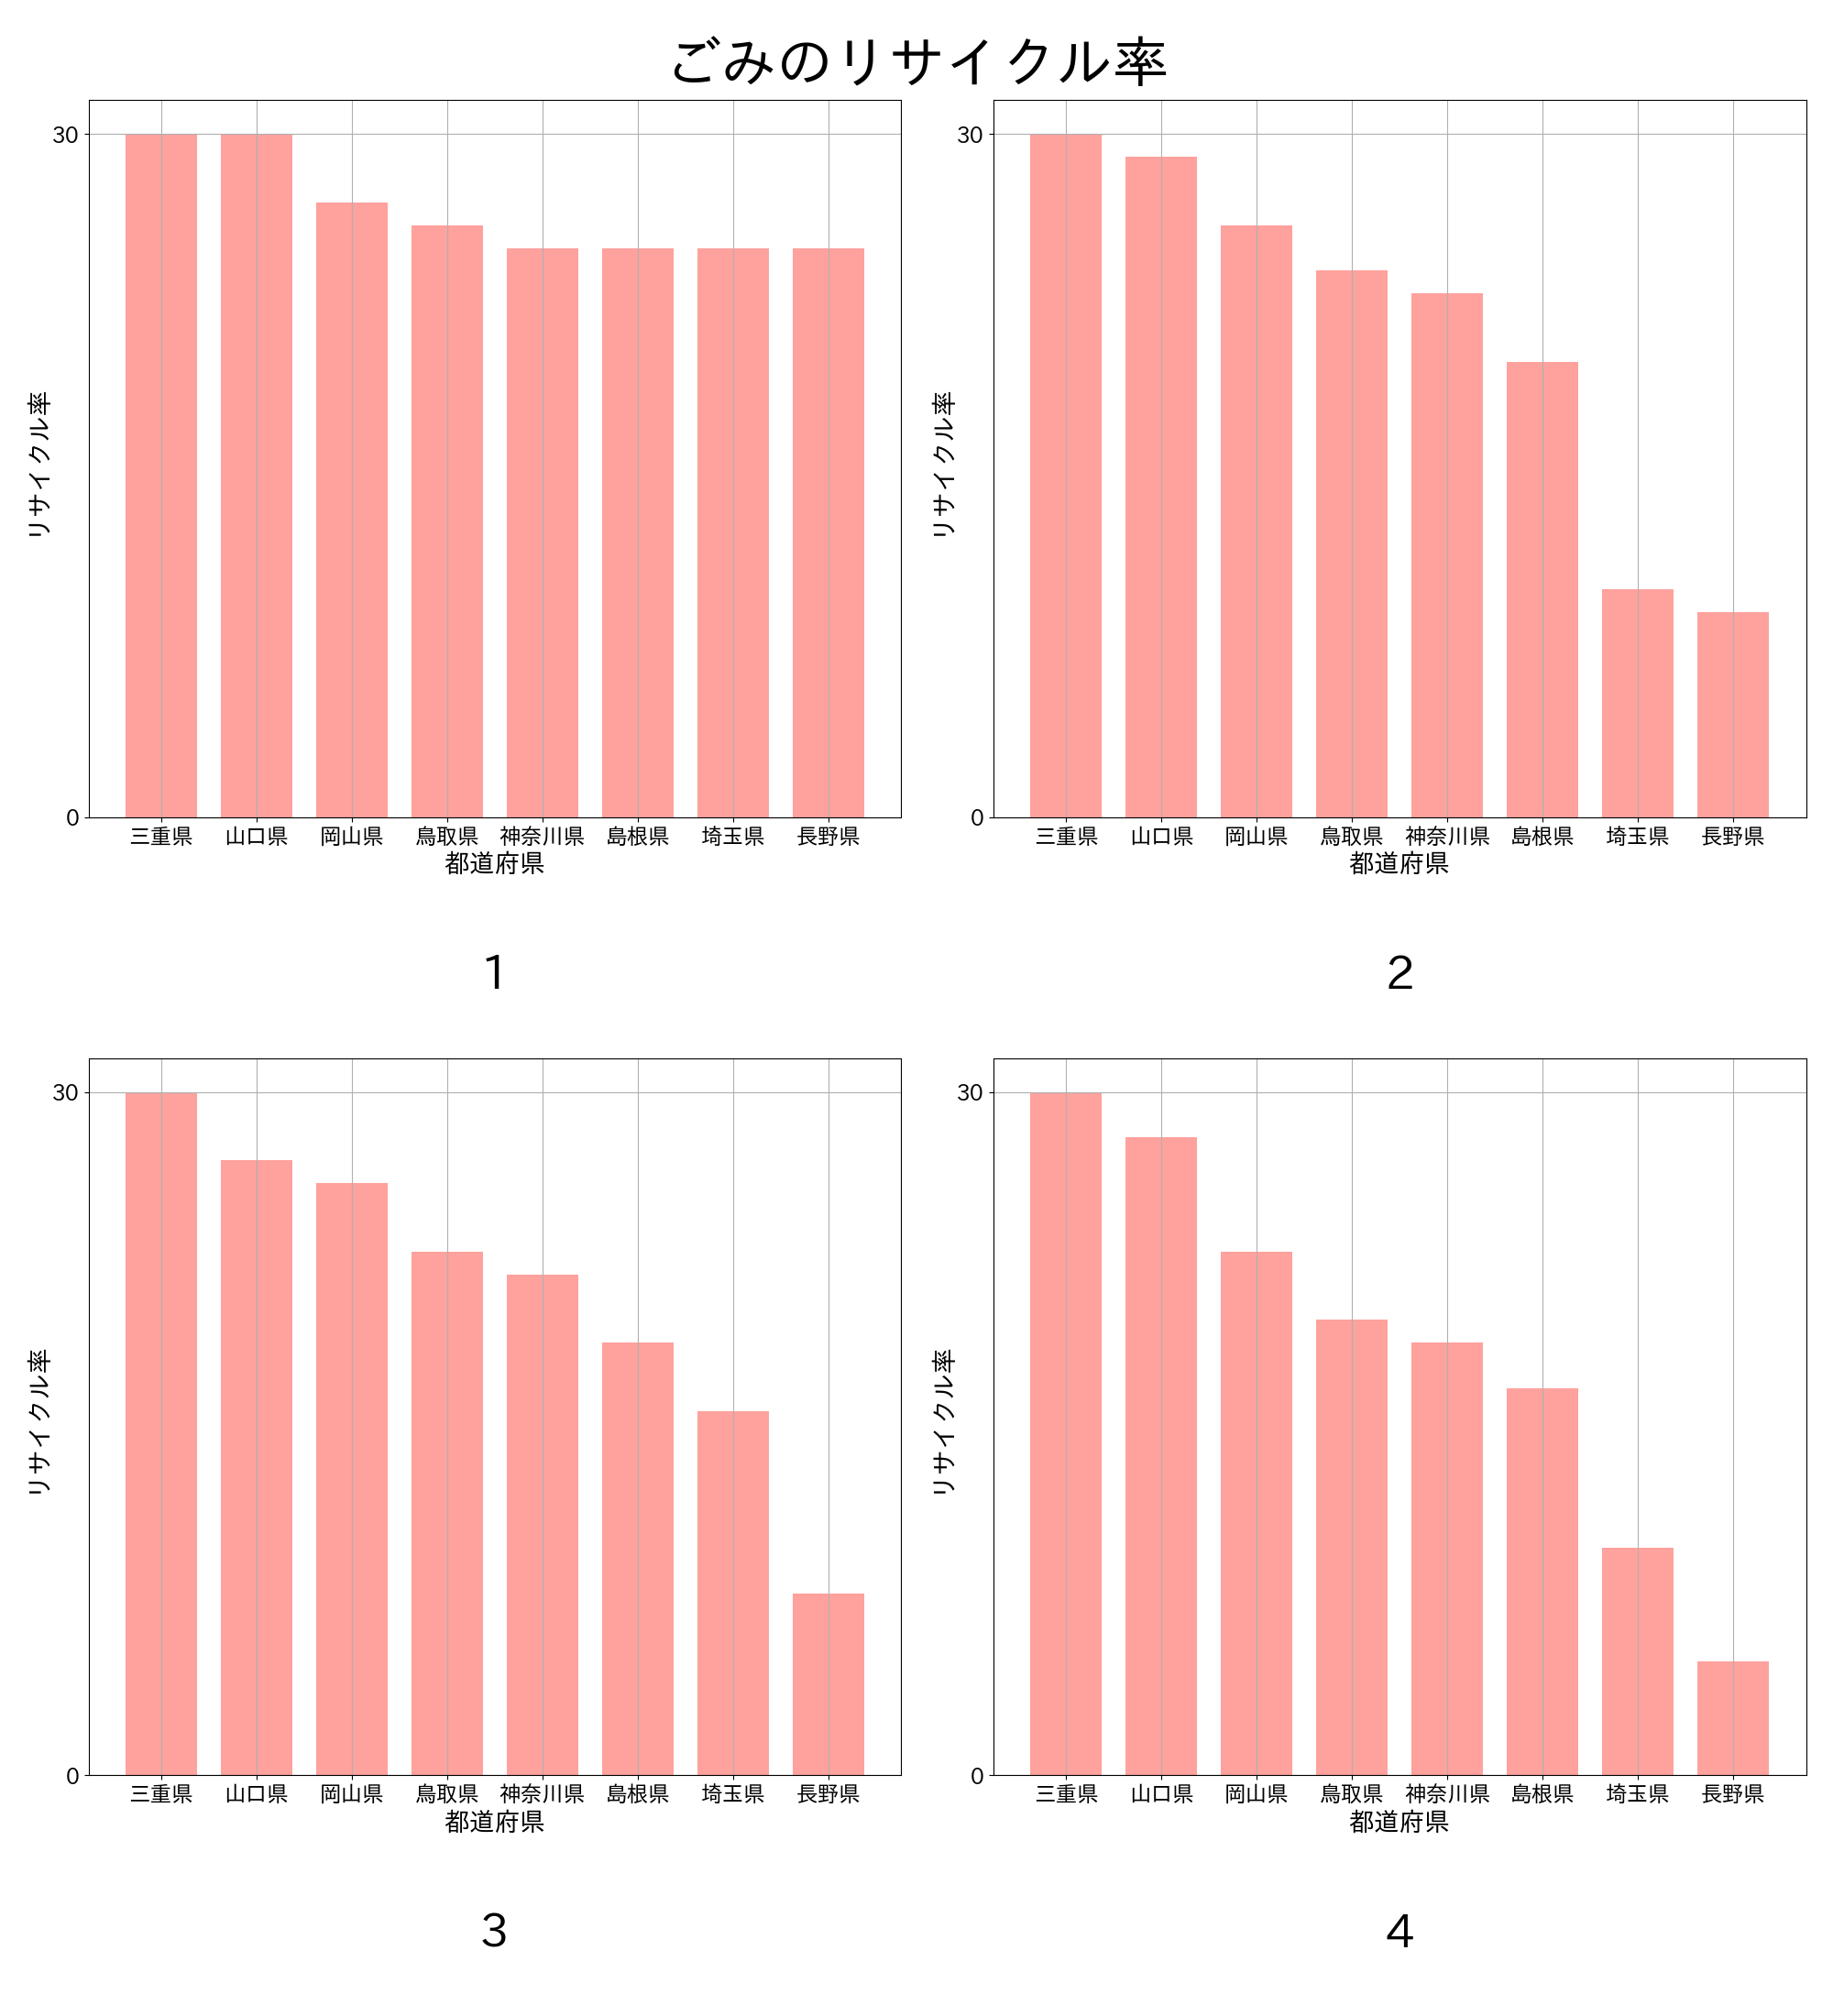 ごみのリサイクル率
30
0
リサイクル率
三重県 山口県 岡山県 鳥取県 神奈川県 島根県 埼玉県 長野県
都道府県
1
30
0
リサイクル率
三重県 山口県 岡山県 鳥取県 神奈川県 島根県 埼玉県 長野県
都道府県
2
30
0
リサイクル率
三重県 山口県 岡山県 鳥取県 神奈川県 島根県 埼玉県 長野県
都道府県
3
30
0
リサイクル率
三重県 山口県 岡山県 鳥取県 神奈川県 島根県 埼玉県 長野県
都道府県
4